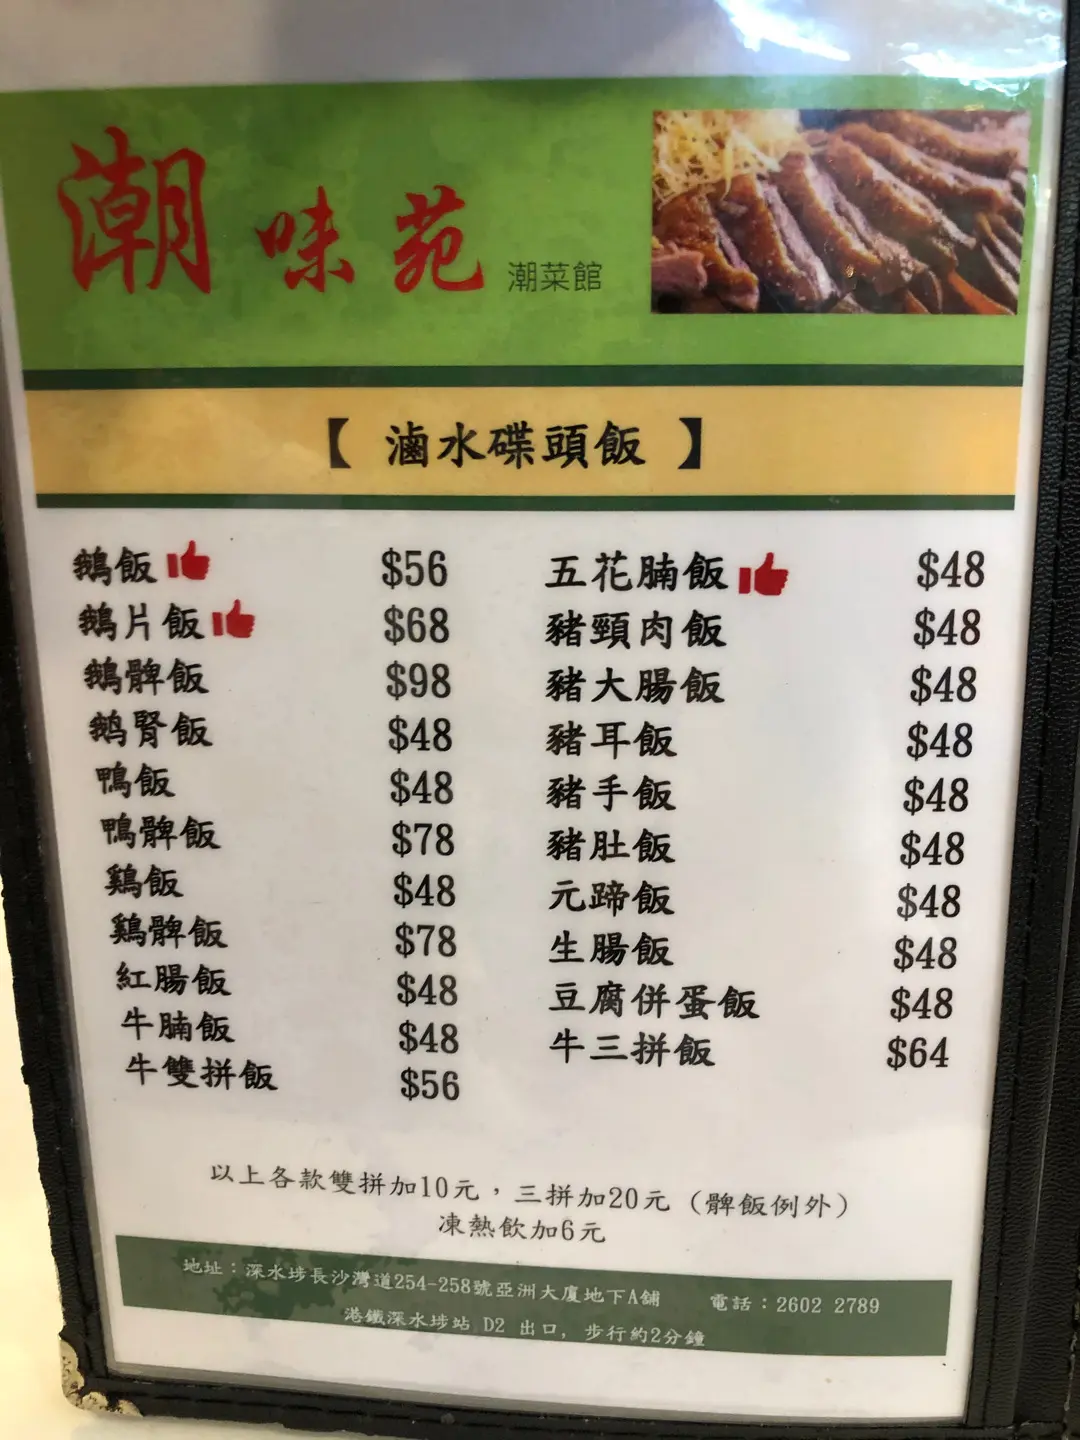 潮味苑 潮菜館
【 滷水碟頭飯 】
鵝飯 $56
鵝片飯 $68
鵝髀飯 $98
鹅腎飯 $48
鴨飯 $48
鴨髀飯 $78
鷄飯 $48
鷄髀飯 $78
紅腸飯 $48
牛腩飯 $48
牛雙拼飯 $56
五花腩飯 $48
豬頸肉飯 $48
豬大腸飯 $48
豬耳飯 $48
豬手飯 $48
豬肚飯 $48
元蹄飯 $48
生腸飯 $48
豆腐併蛋飯 $48
牛三拼飯 $64
以上各款雙拼加10元，三拼加20元（髀飯例外）
凍熱飲加6元
地址：深水埗長沙灣道254-258號亞洲大廈地下A舖 電話：2602 2789
港鐵深水埗站 D2 出口, 步行約2分鐘